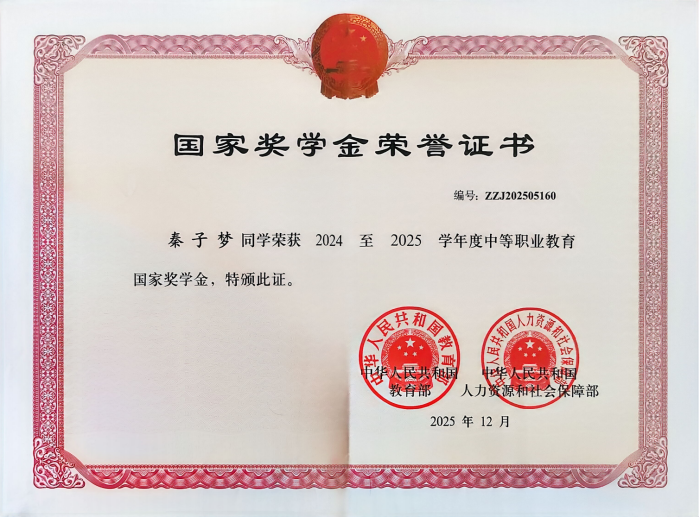 国家奖学金荣誉证书
编号：ZZJ202505160
秦子梦 同学荣获 2024 至 2025 学年度中等职业教育
国家奖学金，特颁此证。
中华人民共和国教育部
中华人民共和国人力资源和社会保障部
中华人民共和国 中华人民共和国
教育部 人力资源和社会保障部
2025 年 12 月